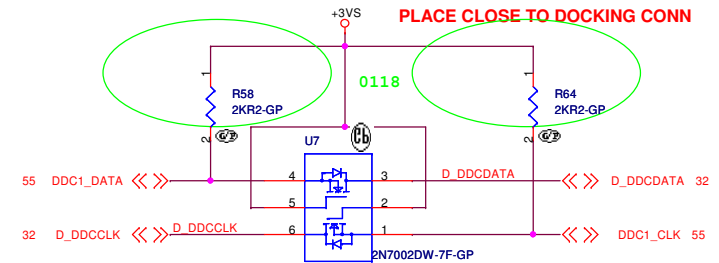 +3VS
PLACE CLOSE TO DOCKING CONN
0118
1
1
R58
2KR2-GP
R64
2KR2-GP
2
G/P
2
G/P
U7
Pb
55 DDC1_DATA
4
3
D_DDCDATA
D_DDCDATA 32
5
2
32 D_DDCCLK
D_DDCCLK
6
1
DDC1_CLK 55
2N7002DW-7F-GP